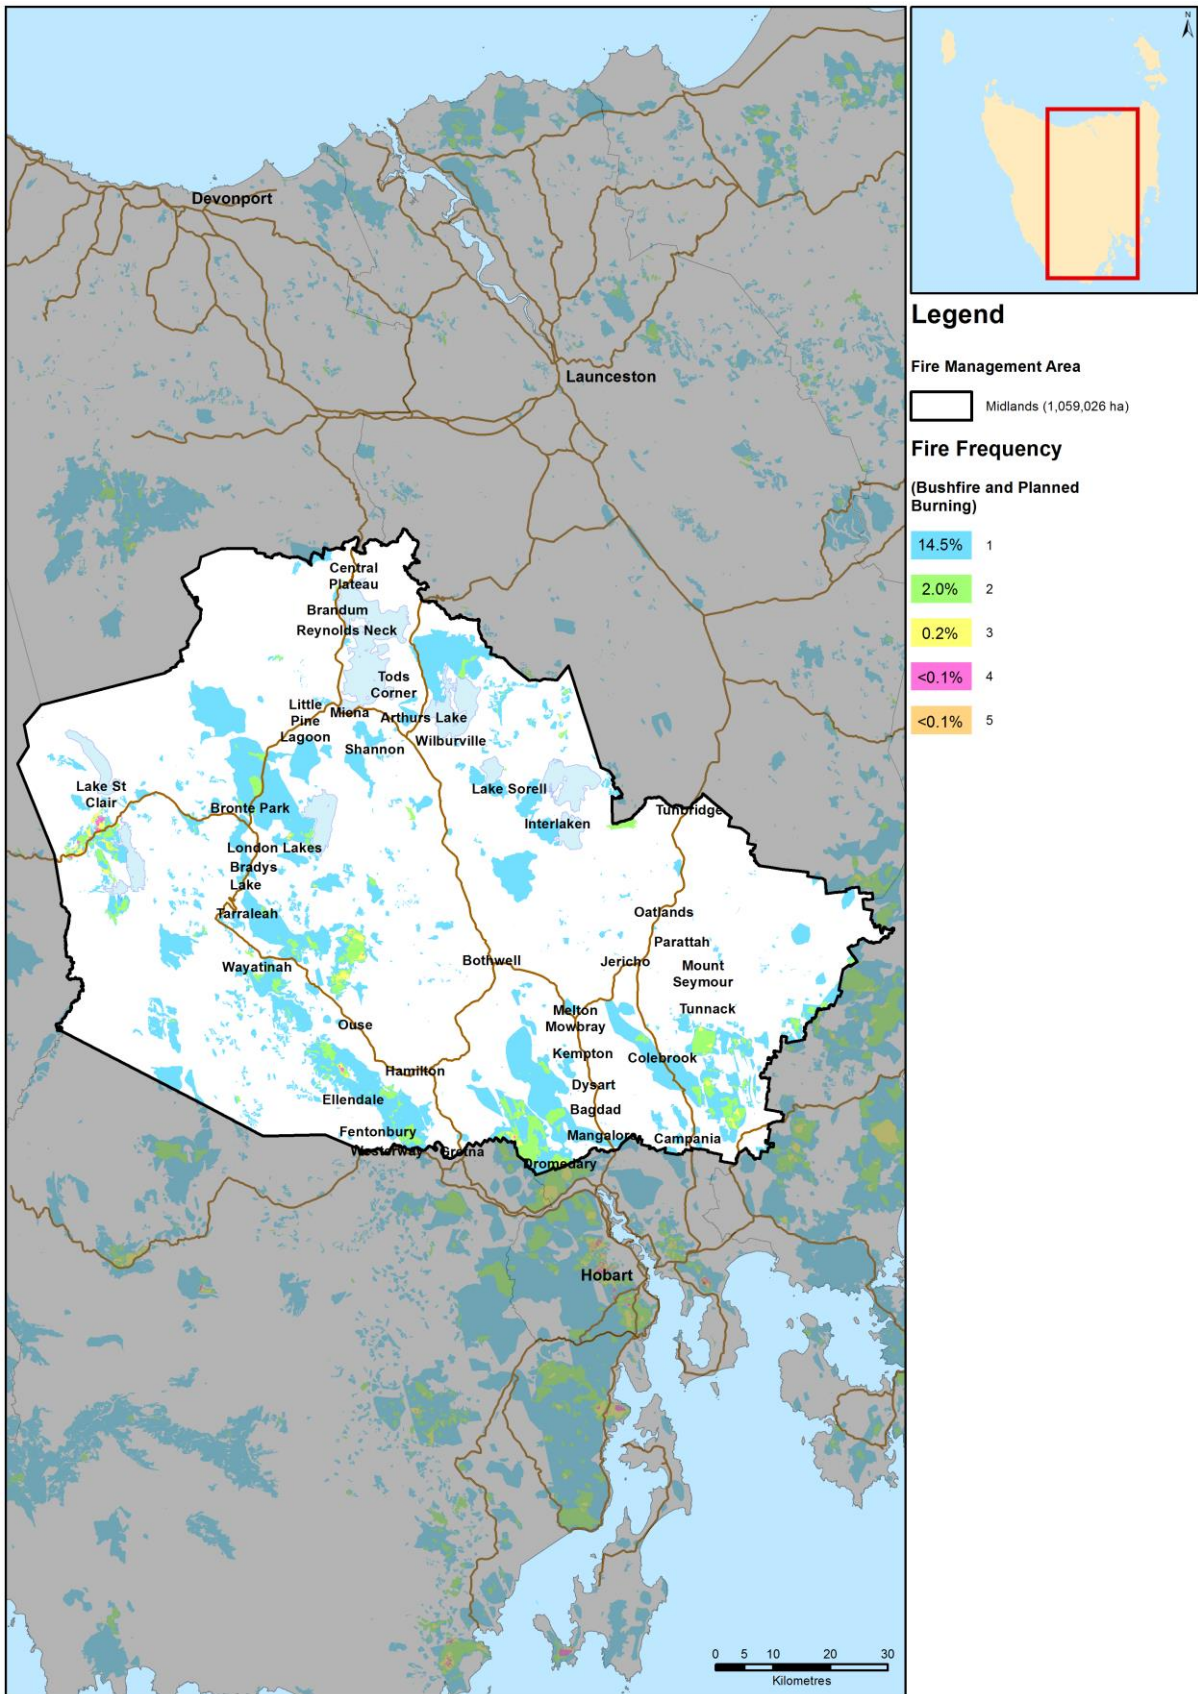 N
Devonport
Launceston
Central
Plateau
Brandum
Reynolds Neck
Tods
Corner
Little
Pine
Lagoon
Miena
Arthurs Lake
Shannon
Wilburville
Lake St
Clair
Lake Sorell
Bronte Park
Interlaken
Tunbridge
London Lakes
Bradys
Lake
Tarraleah
Oatlands
Parattah
Wayatinah
Bothwell
Jericho
Mount
Seymour
Melton
Mowbray
Tunnack
Ouse
Kempton
Colebrook
Hamilton
Dysart
Ellendale
Bagdad
Fentonbury
Mangalore
Campania
Westerway
Gretna
Dromedary
Hobart
0 5 10 20 30
Kilometres
Legend
Fire Management Area
Midlands (1,059,026 ha)
Fire Frequency
(Bushfire and Planned
Burning)
14.5% 1
2.0% 2
0.2% 3
<0.1% 4
<0.1% 5